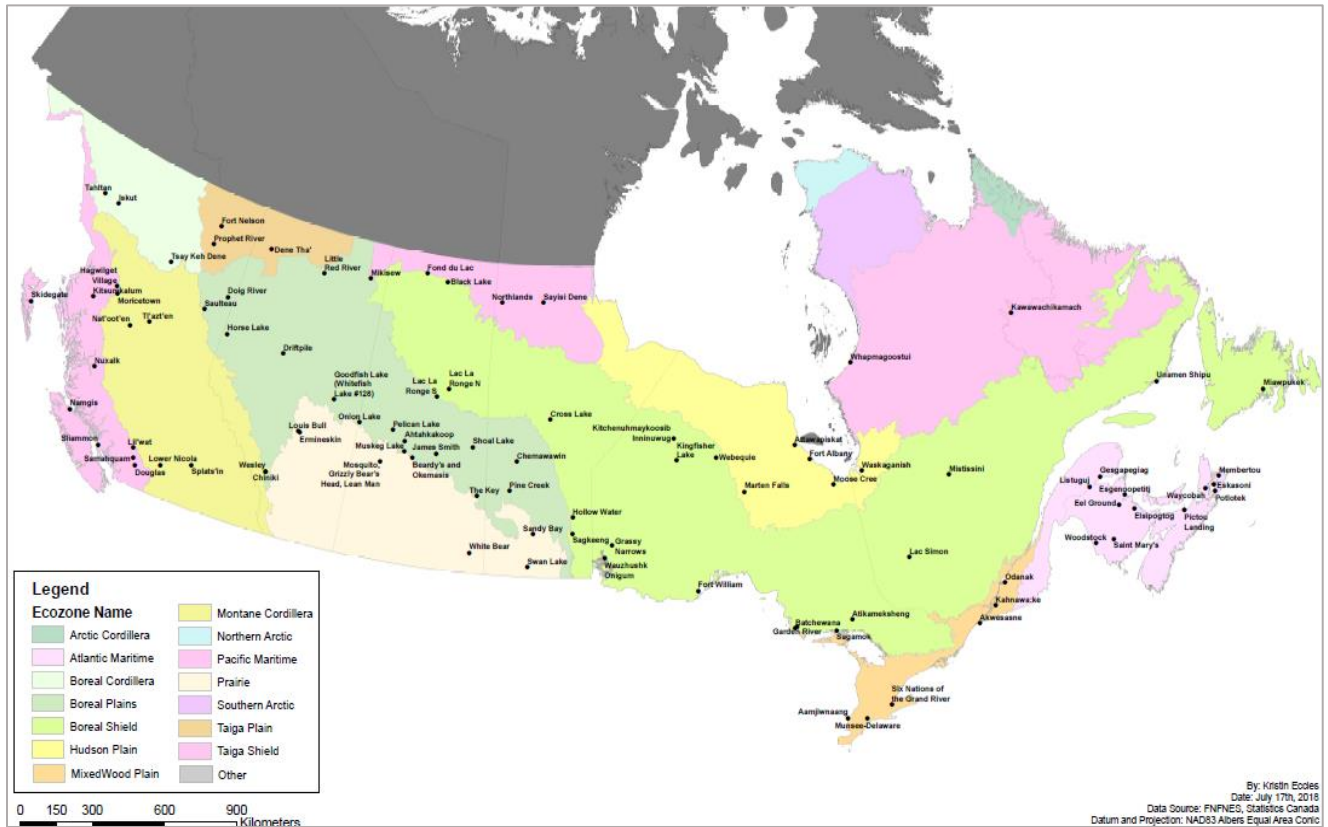 Tahltan
Iskut
Fort Nelson
Prophet River
Dene Tha'
Tsay Keh Dene
Little
Red River
Mikisew
Fond du Lac
Black Lake
Northlands
Sayisi Dene
Hagwilget
Village
Kitsumkalum
Moricetown
Skidegate
Nat'oot'en
Tl'azt'en
Doig River
Saulteau
Horse Lake
Driftpile
Nuxalk
Namgis
Sliammon
Lil'wat
Samahquam
Douglas
Lower Nicola
Splats'in
Wesley
Chiniki
Goodfish Lake
(Whitefish
Lake #128)
Lac La
Ronge S
Lac La
Ronge N
Onion Lake
Louis Bull
Ermineskin
Pelican Lake
Ahtahkakoop
Muskeg Lake
James Smith
Mosquito,
Grizzly Bear's
Head, Lean Man
Beardy's and
Okemasis
Shoal Lake
Chemawawin
The Key
Pine Creek
Sandy Bay
White Bear
Swan Lake
Cross Lake
Kitchenuhmaykoosib
Inninuwug
Kingfisher
Lake
Webequie
Marten Falls
Hollow Water
Sagkeeng
Grassy
Narrows
Wauzhushk
Onigum
Fort William
Attawapiskat
Fort Albany
Moose Cree
Waskaganish
Mistissini
Whapmagoostui
Kawawachikamach
Unamen Shipu
Miawpukek
Lac Simon
Batchewana
Garden River
Atikameksheng
Sagamok
Odanak
Kahnawa:ke
Akwesasne
Six Nations of
the Grand River
Aamjiwnaang
Munsee-Delaware
Gesgapegiag
Listuguj
Esgenoopetitj
Eel Ground
Elsipogtog
Woodstock
Saint Mary's
Membertou
Eskasoni
Waycobah
Potlotek
Pictou
Landing
Legend
Ecozone Name
Arctic Cordillera
Atlantic Maritime
Boreal Cordillera
Boreal Plains
Boreal Shield
Hudson Plain
MixedWood Plain
Montane Cordillera
Northern Arctic
Pacific Maritime
Prairie
Southern Arctic
Taiga Plain
Taiga Shield
Other
0 150 300 600 900
Kilometers
By: Kristin Eccles
Date: July 17th, 2018
Data Source: FNFNES, Statistics Canada
Datum and Projection: NAD83 Albers Equal Area Conic